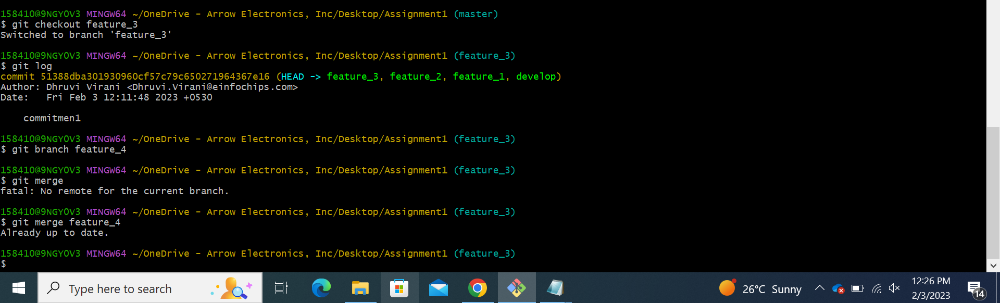 158410@9NGY0V3 MINGW64 ~/OneDrive - Arrow Electronics, Inc/Desktop/Assignment1 (master)
$ git checkout feature_3
Switched to branch 'feature_3'
158410@9NGY0V3 MINGW64 ~/OneDrive - Arrow Electronics, Inc/Desktop/Assignment1 (feature_3)
$ git log
commit 51388dba301930960cf57c79c650271964367e16 (HEAD -> feature_3, feature_2, feature_1, develop)
Author: Dhruvi Virani <Dhruvi.Virani@einfochips.com>
Date:   Fri Feb 3 12:11:48 2023 +0530
    commitmen1
158410@9NGY0V3 MINGW64 ~/OneDrive - Arrow Electronics, Inc/Desktop/Assignment1 (feature_3)
$ git branch feature_4
158410@9NGY0V3 MINGW64 ~/OneDrive - Arrow Electronics, Inc/Desktop/Assignment1 (feature_3)
$ git merge
fatal: No remote for the current branch.
158410@9NGY0V3 MINGW64 ~/OneDrive - Arrow Electronics, Inc/Desktop/Assignment1 (feature_3)
$ git merge feature_4
Already up to date.
158410@9NGY0V3 MINGW64 ~/OneDrive - Arrow Electronics, Inc/Desktop/Assignment1 (feature_3)
$
Type here to search
26°C Sunny
12:26 PM
2/3/2023
14